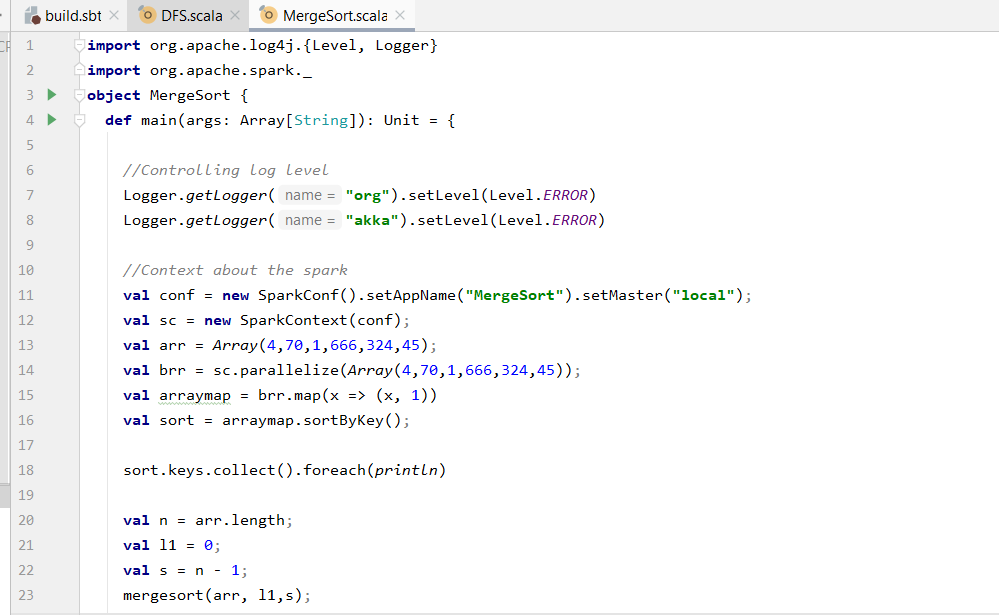 build.sbt DFS.scala MergeSort.scala
1 import org.apache.log4j.{Level, Logger}
2 import org.apache.spark._
3 object MergeSort {
4 def main(args: Array[String]): Unit = {
5
6 //Controlling log level
7 Logger.getLogger( name = "org").setLevel(Level.ERROR)
8 Logger.getLogger( name = "akka").setLevel(Level.ERROR)
9
10 //Context about the spark
11 val conf = new SparkConf().setAppName("MergeSort").setMaster("local");
12 val sc = new SparkContext(conf);
13 val arr = Array(4,70,1,666,324,45);
14 val brr = sc.parallelize(Array(4,70,1,666,324,45));
15 val arraymap = brr.map(x => (x, 1))
16 val sort = arraymap.sortByKey();
17
18 sort.keys.collect().foreach(println)
19
20 val n = arr.length;
21 val l1 = 0;
22 val s = n - 1;
23 mergesort(arr, l1,s);